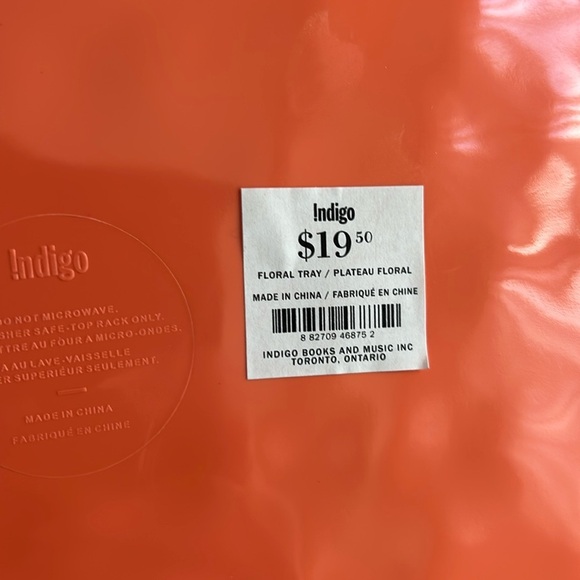 !ndigo
DO NOT MICROWAVE.
SHER SAFE-TOP RACK ONLY.
TTRE AU FOUR A MICRO-ONDES.
A AU LAVE-VAISSELLE
ER SUPÉRIEUR SEULEMENT.
MADE IN CHINA
FABRIQUÉ EN CHINE
!ndigo
$19 50
FLORAL TRAY / PLATEAU FLORAL
MADE IN CHINA / FABRIQUÉ EN CHINE
8 82709 46875 2
INDIGO BOOKS AND MUSIC INC
TORONTO, ONTARIO